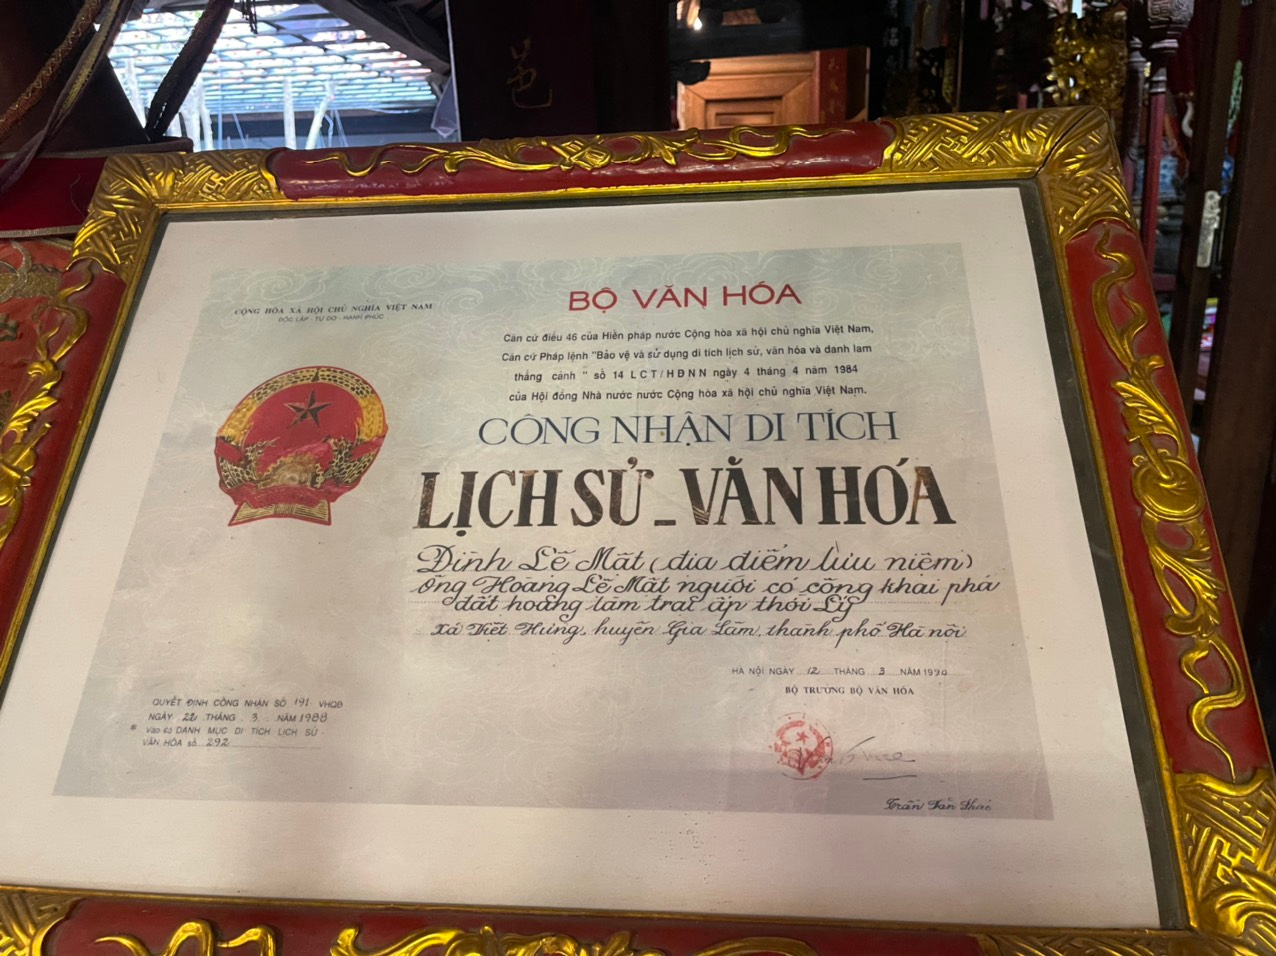 邑
CỘNG HÒA XÃ HỘI CHỦ NGHĨA VIỆT NAM
ĐỘC LẬP - TỰ DO - HẠNH PHÚC
BỘ VĂN HÓA
Căn cứ điều 46 của Hiến pháp nước Cộng hòa xã hội chủ nghĩa Việt Nam,
Căn cứ Pháp lệnh "Bảo vệ và sử dụng di tích lịch sử, văn hóa và danh lam
thắng cảnh" số 14 LCT/HĐNN ngày 4 tháng 4 năm 1984
của Hội đồng Nhà nước nước Cộng hòa xã hội chủ nghĩa Việt Nam.
CÔNG NHẬN DI TÍCH
LỊCH SỬ _ VĂN HÓA
Đình Lệ Mật (địa điểm lưu niệm)
Ông Hoàng Lệ Mật người có công khai phá
đất hoang làm trại ấp thời Lý
Xã Việt Hưng, huyện Gia Lâm, thành phố Hà nội
HÀ NỘI NGÀY 12 THÁNG 3 NĂM 1990
BỘ TRƯỞNG BỘ VĂN HÓA
QUYẾT ĐỊNH CÔNG NHẬN SỐ 191 VHQĐ
NGÀY 22 THÁNG 3 NĂM 1988
Vào sổ DANH MỤC DI TÍCH LỊCH SỬ
VĂN HÓA số 292
Trần Văn